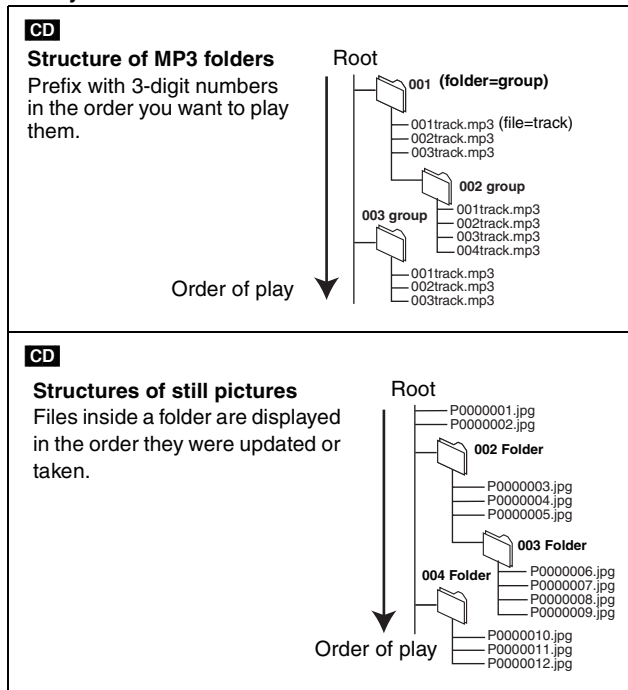 CD
Structure of MP3 folders
Prefix with 3-digit numbers
in the order you want to play
them.
Root
001 (folder=group)
001track.mp3 (file=track)
002track.mp3
003track.mp3
002 group
001track.mp3
002track.mp3
003track.mp3
004track.mp3
003 group
001track.mp3
002track.mp3
003track.mp3
Order of play
CD
Structures of still pictures
Files inside a folder are displayed
in the order they were updated or
taken.
Root
P0000001.jpg
P0000002.jpg
002 Folder
P0000003.jpg
P0000004.jpg
P0000005.jpg
003 Folder
P0000006.jpg
P0000007.jpg
P0000008.jpg
P0000009.jpg
004 Folder
P0000010.jpg
P0000011.jpg
P0000012.jpg
Order of play